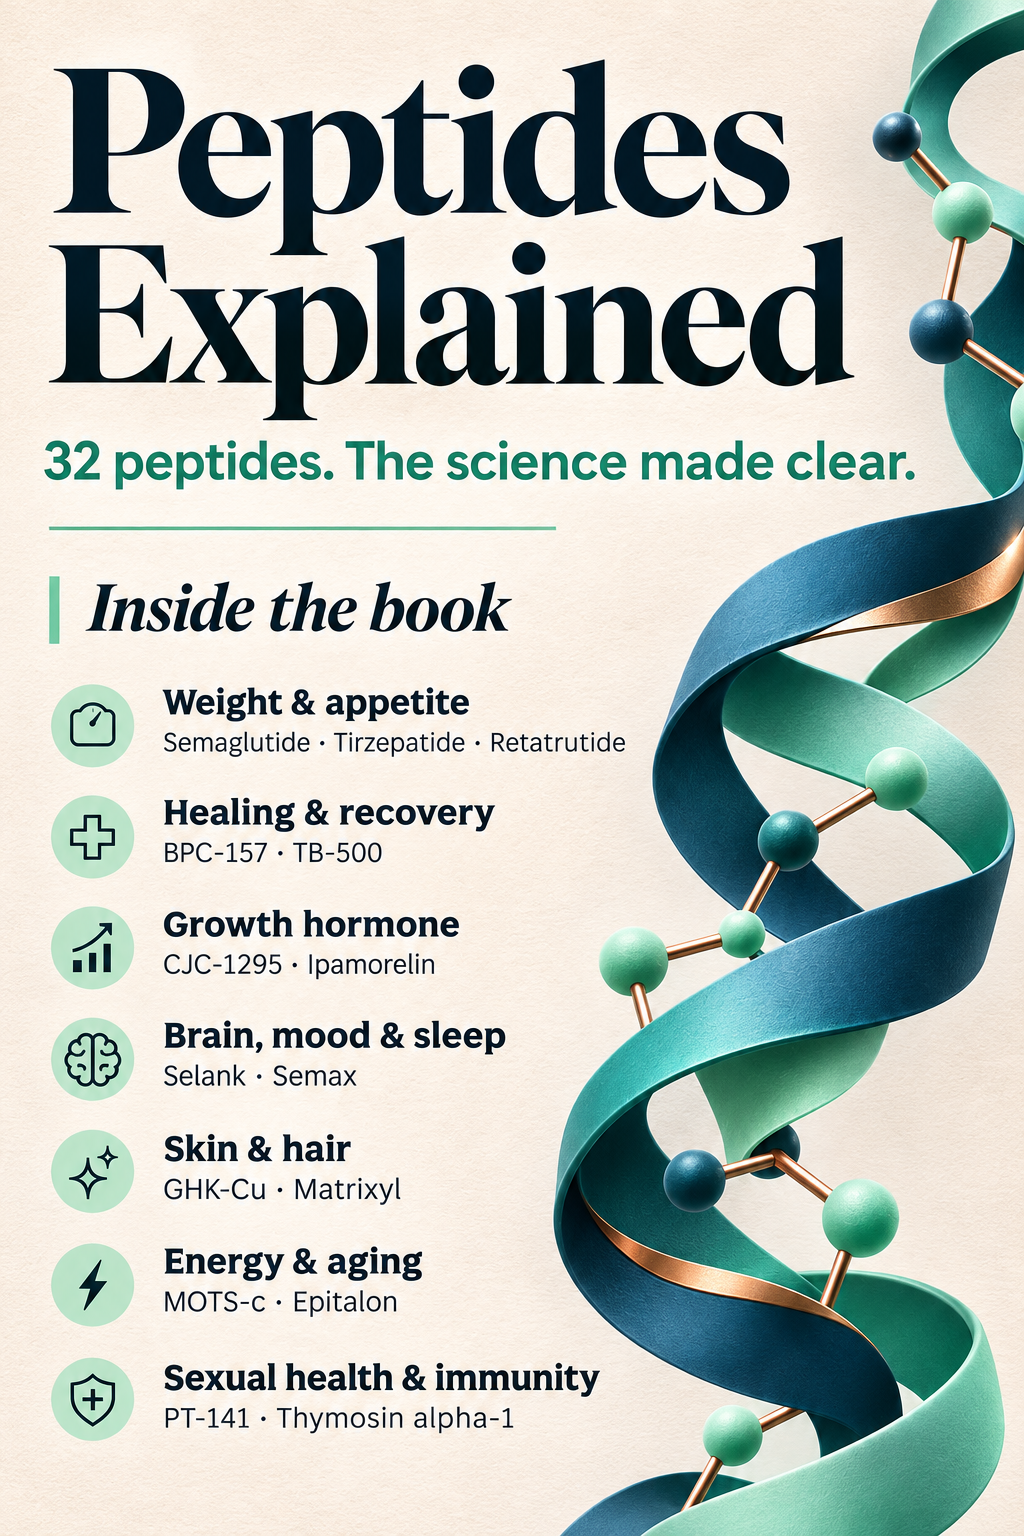 Peptides
Explained
32 peptides. The science made clear.
Inside the book
Weight & appetite
Semaglutide · Tirzepatide · Retatrutide
Healing & recovery
BPC-157 · TB-500
Growth hormone
CJC-1295 · Ipamorelin
Brain, mood & sleep
Selank · Semax
Skin & hair
GHK-Cu · Matrixyl
Energy & aging
MOTS-c · Epitalon
Sexual health & immunity
PT-141 · Thymosin alpha-1